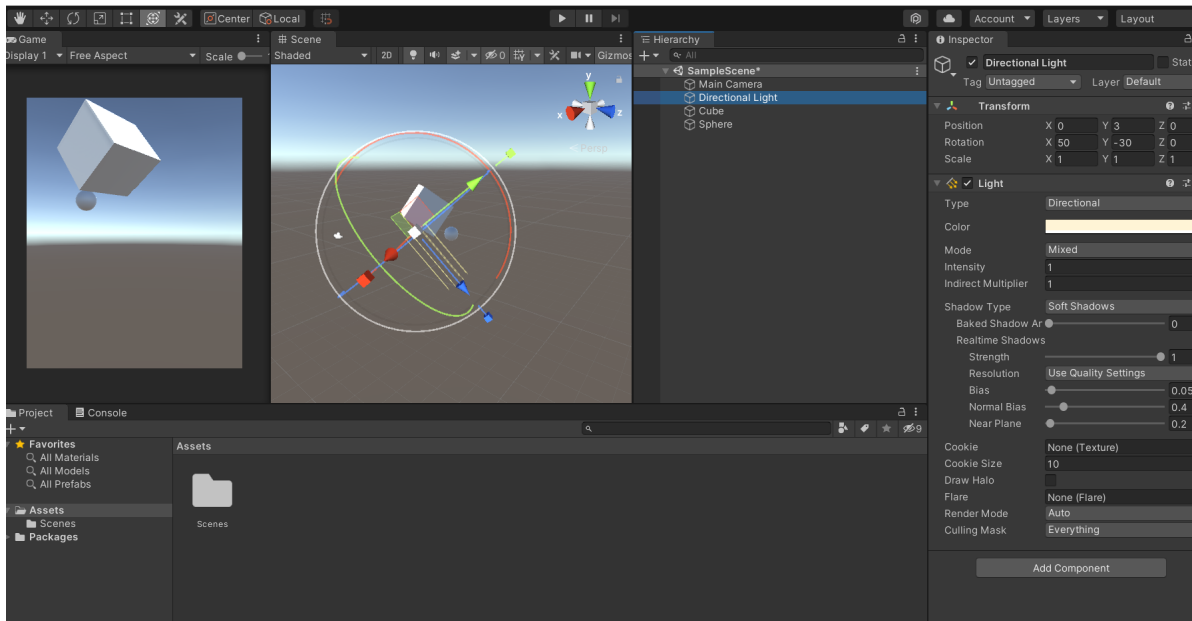 Center Local Account Layers Layout
Game Scene Hierarchy Inspector
Display 1 Free Aspect Scale Shaded 2D 0 Gizmos All
Directional Light Stat
Tag Untagged Layer Default
SampleScene*
Main Camera
Directional Light
Cube
Sphere
y
x
z
Persp
Transform
Position X 0 Y 3 Z 0
Rotation X 50 Y -30 Z 0
Scale X 1 Y 1 Z 1
Light
Type Directional
Color
Mode Mixed
Intensity 1
Indirect Multiplier 1
Shadow Type Soft Shadows
Baked Shadow Ar 0
Realtime Shadows
Strength 1
Resolution Use Quality Settings
Bias 0.05
Normal Bias 0.4
Near Plane 0.2
Cookie None (Texture)
Cookie Size 10
Draw Halo
Flare None (Flare)
Render Mode Auto
Culling Mask Everything
Add Component
Project Console
9
Favorites
All Materials
All Models
All Prefabs
Assets
Scenes
Packages
Assets
Scenes